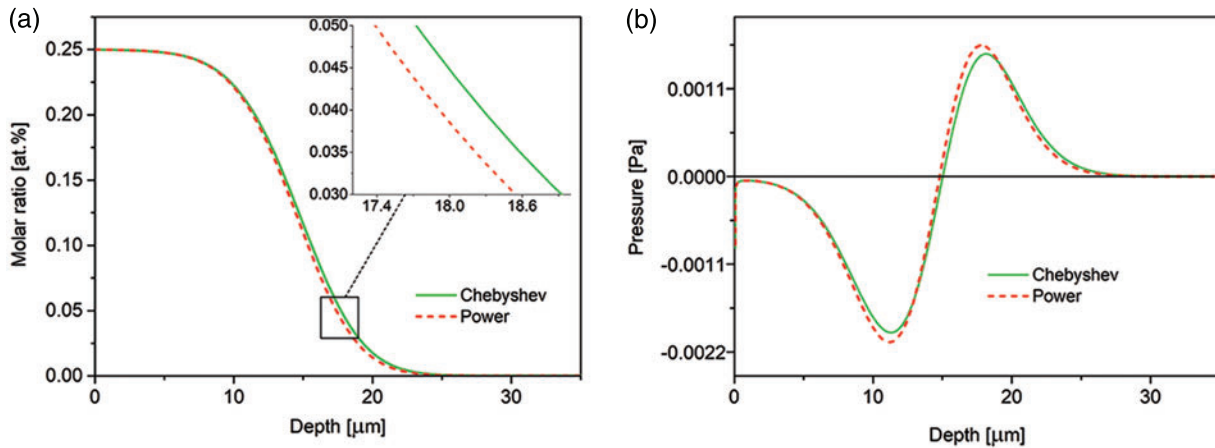 (a)
Molar ratio [at.%]
0.25
0.20
0.15
0.10
0.05
0.00
0.050
0.045
0.040
0.035
0.030
17.4 18.0 18.6
Chebyshev
Power
0 10 20 30
Depth [μm]
(b)
Pressure [Pa]
0.0011
0.0000
-0.0011
-0.0022
Chebyshev
Power
0 10 20 30
Depth [μm]